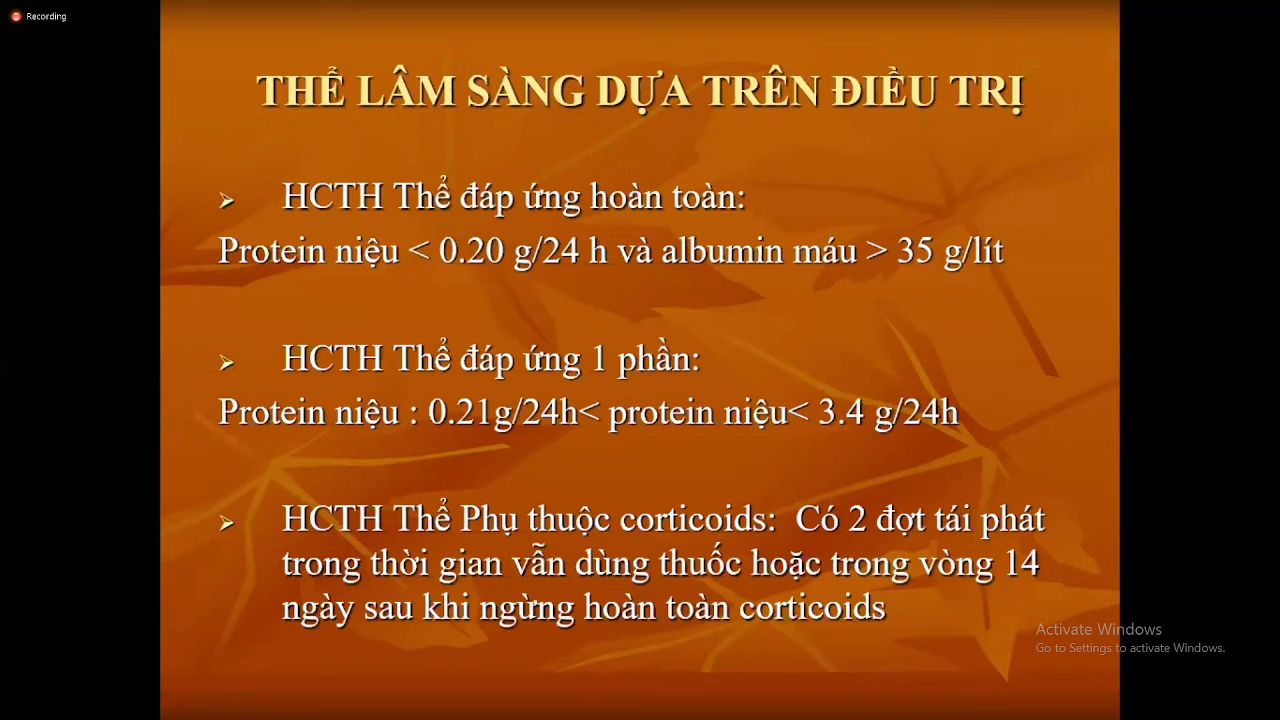 Recording
THỂ LÂM SÀNG DỰA TRÊN ĐIỀU TRỊ
➢ HCTH Thể đáp ứng hoàn toàn:
Protein niệu < 0.20 g/24 h và albumin máu > 35 g/lít
➢ HCTH Thể đáp ứng 1 phần:
Protein niệu : 0.21g/24h< protein niệu< 3.4 g/24h
➢ HCTH Thể Phụ thuộc corticoids: Có 2 đợt tái phát
trong thời gian vẫn dùng thuốc hoặc trong vòng 14
ngày sau khi ngừng hoàn toàn corticoids
Activate Windows
Go to Settings to activate Windows.